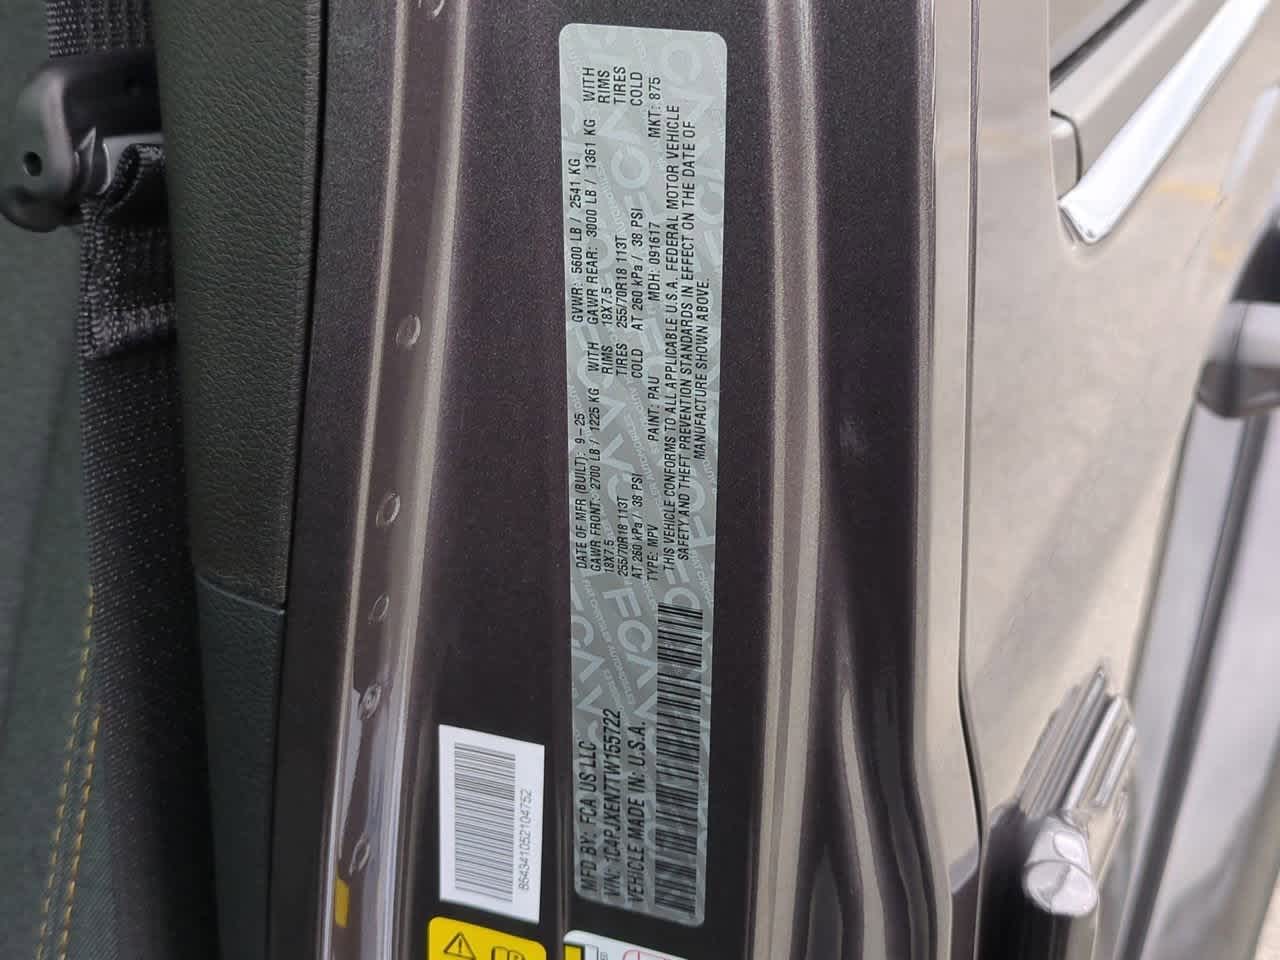 MFD BY: FCA US LLC
VIN: 1C4PJXEN7TW155722
VEHICLE MADE IN: U.S.A.
DATE OF MFR (BUILT): 9-25 GVWR: 5600 LB / 2541 KG
GAWR FRONT: 2700 LB / 1225 KG WITH GAWR REAR: 3000 LB / 1361 KG WITH
18X7.5 RIMS 18X7.5 RIMS
255/70R18 113T TIRES 255/70R18 113T TIRES
AT 260 kPa / 38 PSI COLD AT 260 kPa / 38 PSI COLD
TYPE: MPV PAINT: PAU MDH: 091617 MKT: 875
THIS VEHICLE CONFORMS TO ALL APPLICABLE U.S.A. FEDERAL MOTOR VEHICLE
SAFETY AND THEFT PREVENTION STANDARDS IN EFFECT ON THE DATE OF
MANUFACTURE SHOWN ABOVE.